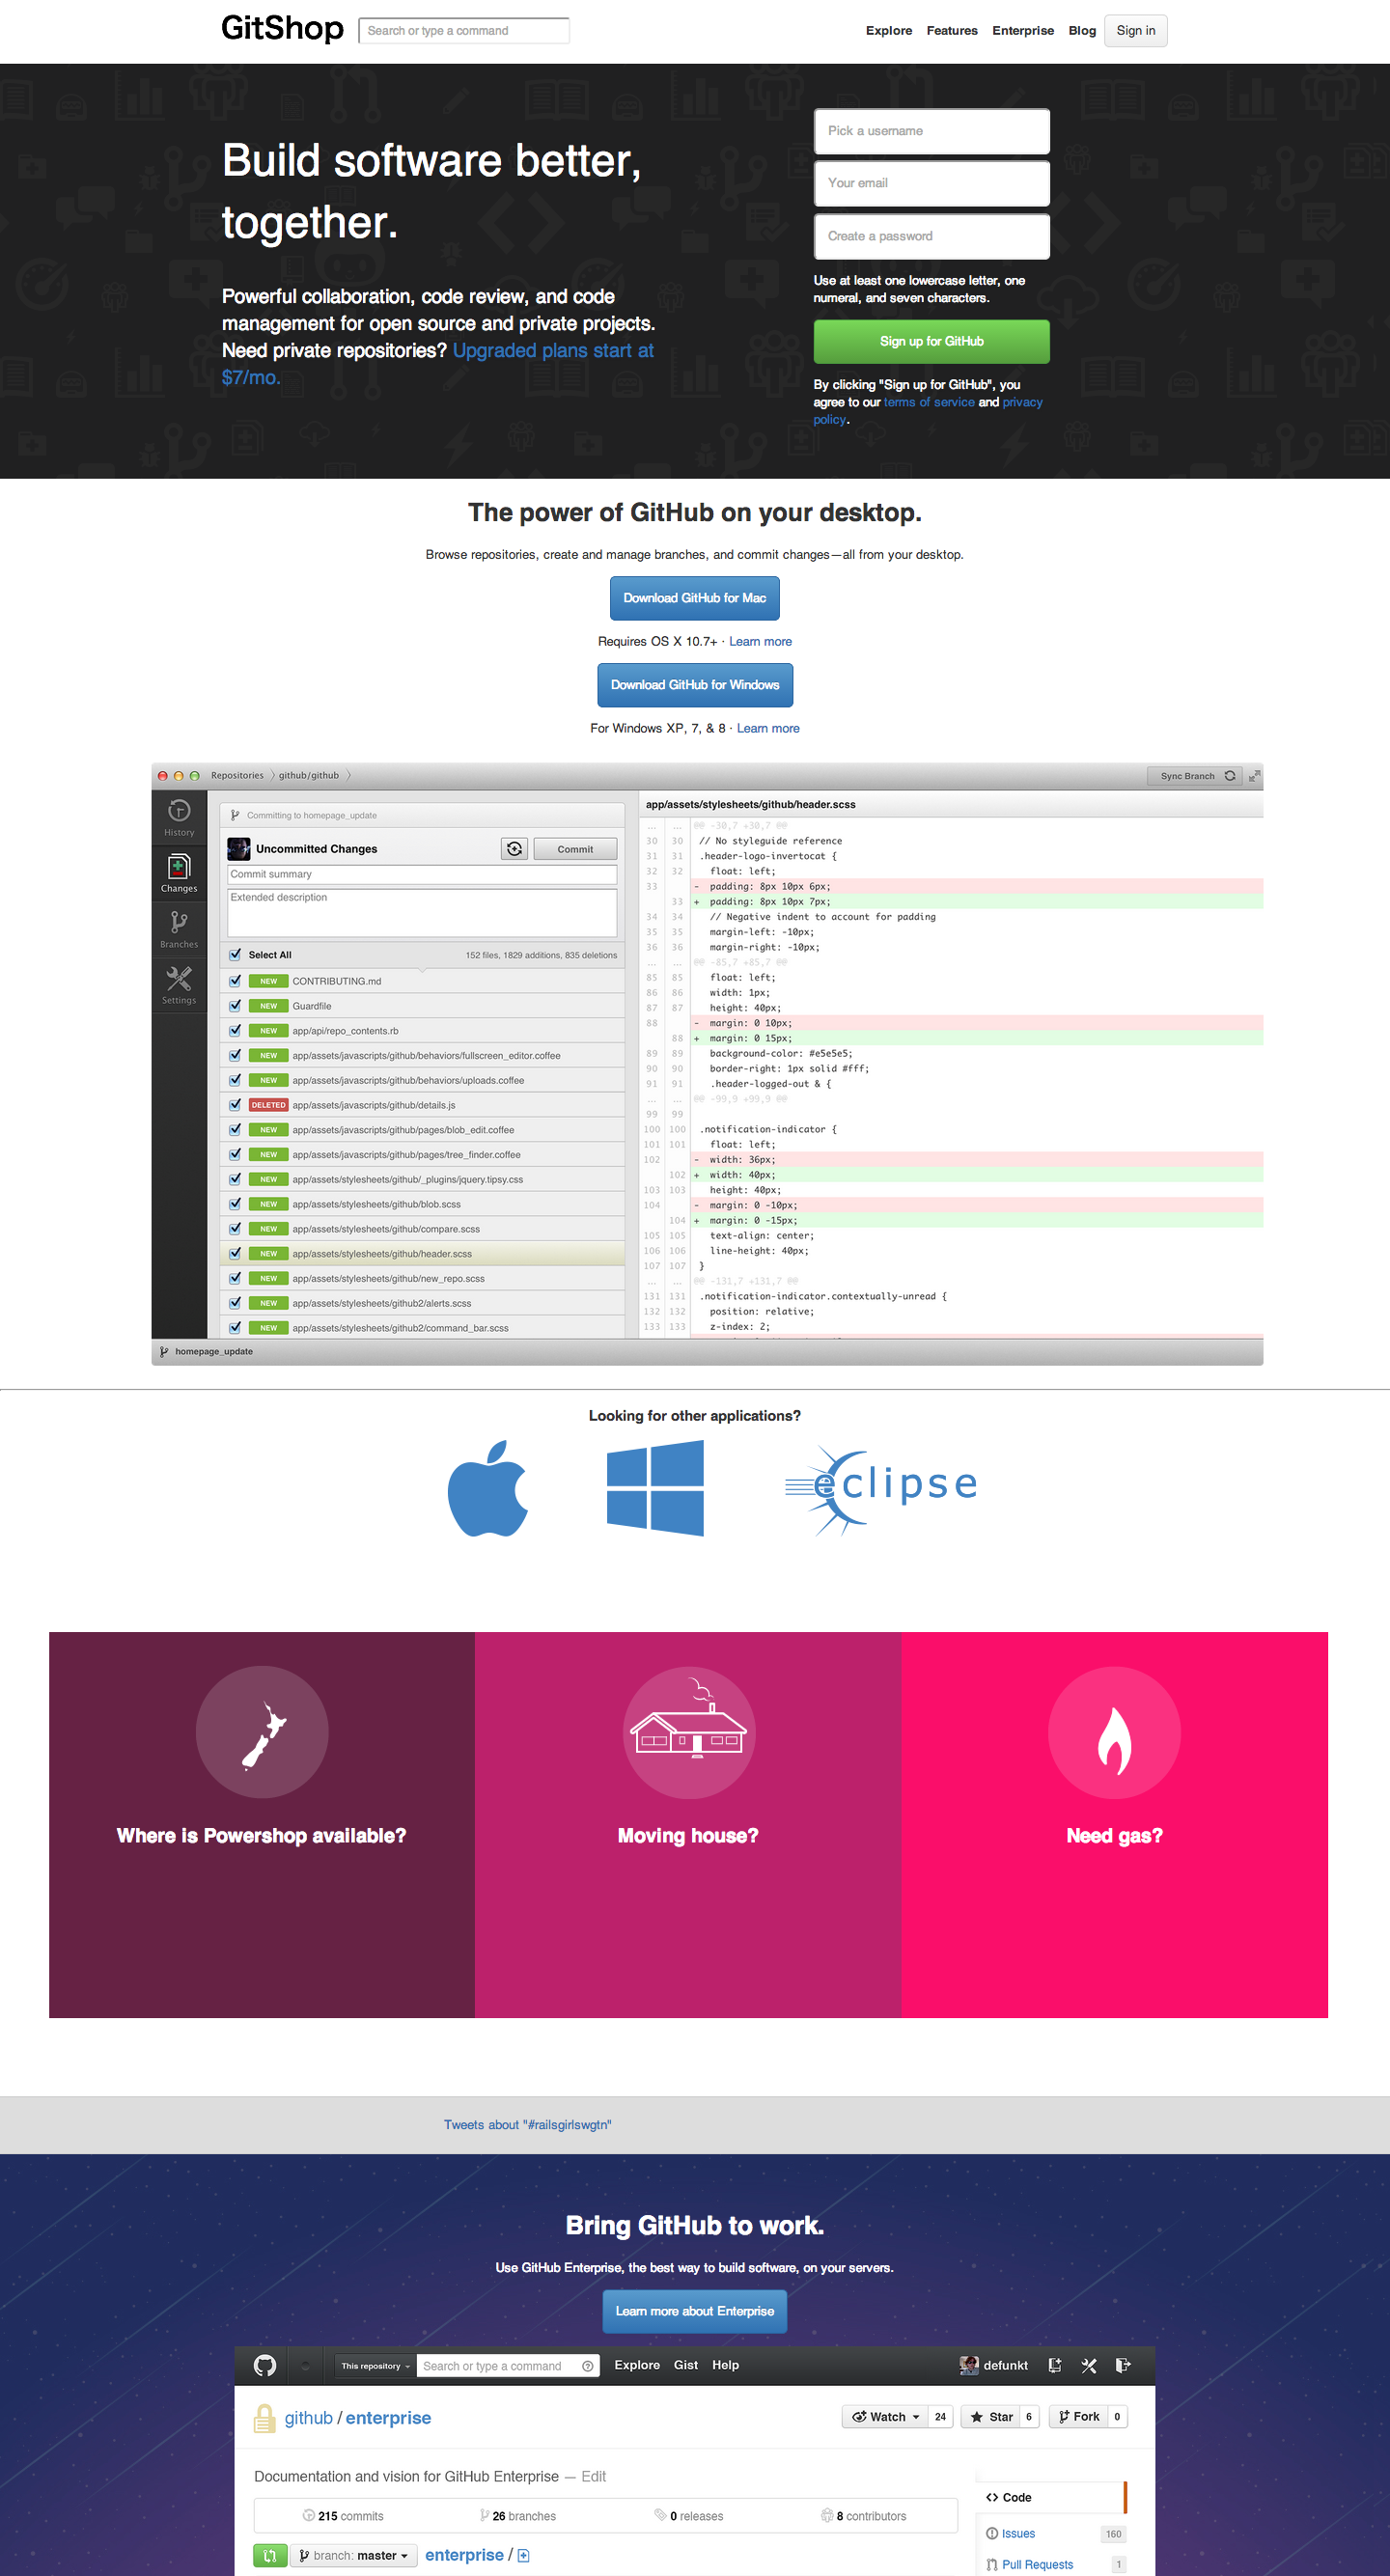 GitShop
Search or type a command
Explore Features Enterprise Blog Sign in
Build software better,
together.
Powerful collaboration, code review, and code
management for open source and private projects.
Need private repositories? Upgraded plans start at
$7/mo.
Pick a username
Your email
Create a password
Use at least one lowercase letter, one
numeral, and seven characters.
Sign up for GitHub
By clicking "Sign up for GitHub", you
agree to our terms of service and privacy
policy.
The power of GitHub on your desktop.
Browse repositories, create and manage branches, and commit changes—all from your desktop.
Download GitHub for Mac
Requires OS X 10.7+ · Learn more
Download GitHub for Windows
For Windows XP, 7, & 8 · Learn more
Repositories github/github
Sync Branch
History
Changes
Branches
Settings
Committing to homepage_update
Uncommitted Changes
Commit
Commit summary
Extended description
Select All 152 files, 1829 additions, 835 deletions
NEW CONTRIBUTING.md
NEW Guardfile
NEW app/api/repo_contents.rb
NEW app/assets/javascripts/github/behaviors/fullscreen_editor.coffee
NEW app/assets/javascripts/github/behaviors/uploads.coffee
DELETED app/assets/javascripts/github/details.js
NEW app/assets/javascripts/github/pages/blob_edit.coffee
NEW app/assets/javascripts/github/pages/tree_finder.coffee
NEW app/assets/stylesheets/github/_plugins/jquery.tipsy.css
NEW app/assets/stylesheets/github/blob.scss
NEW app/assets/stylesheets/github/compare.scss
NEW app/assets/stylesheets/github/header.scss
NEW app/assets/stylesheets/github/new_repo.scss
NEW app/assets/stylesheets/github2/alerts.scss
NEW app/assets/stylesheets/github2/command_bar.scss
app/assets/stylesheets/github/header.scss
... ... @@ -30,7 +30,7 @@
30 30 // No styleguide reference
31 31 .header-logo-invertocat {
32 32 float: left;
33 - padding: 8px 10px 6px;
33 + padding: 8px 10px 7px;
34 34 // Negative indent to account for padding
35 35 margin-left: -10px;
36 36 margin-right: -10px;
... ... @@ -85,7 +85,7 @@
85 85 float: left;
86 86 width: 1px;
87 87 height: 40px;
88 - margin: 0 10px;
88 + margin: 0 15px;
89 89 background-color: #e5e5e5;
90 90 border-right: 1px solid #fff;
91 91 .header-logged-out & {
... ... @@ -99,9 +99,9 @@
99 99
100 100 .notification-indicator {
101 101 float: left;
102 - width: 36px;
102 + width: 40px;
103 103 height: 40px;
104 - margin: 0 -10px;
104 + margin: 0 -15px;
105 105 text-align: center;
106 106 line-height: 40px;
107 107 }
... ... @@ -131,7 +131,7 @@
131 131 .notification-indicator.contextually-unread {
132 132 position: relative;
133 133 z-index: 2;
homepage_update
Looking for other applications?
eclipse
Where is Powershop available?
Moving house?
Need gas?
Tweets about "#railsgirlswgtn"
Bring GitHub to work.
Use GitHub Enterprise, the best way to build software, on your servers.
Learn more about Enterprise
This repository Search or type a command Explore Gist Help defunkt
github / enterprise
Watch 24 Star 6 Fork 0
Documentation and vision for GitHub Enterprise — Edit
215 commits 26 branches 0 releases 8 contributors
branch: master enterprise /
Code
Issues 160
Pull Requests 1